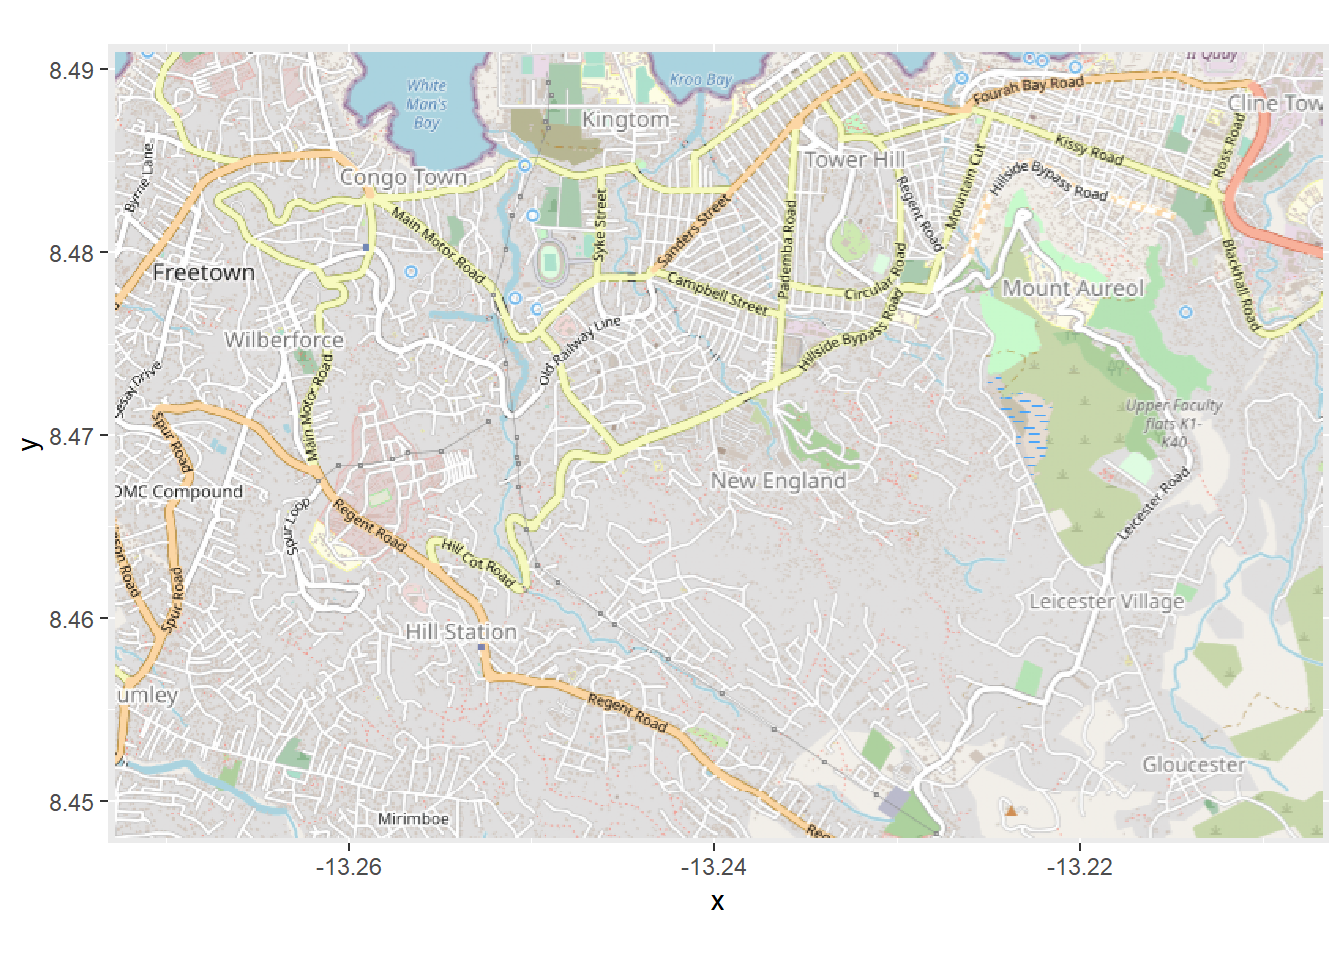 8.49
8.48
8.47
8.46
8.45
y
-13.26
-13.24
-13.22
x
White
Man's
Bay
Kroo Bay
Kingtom
Congo Town
Byrne Lane
Main Motor Road
Freetown
Wilberforce
Main Motor Road
Syke Street
Sanders Street
Campbell Street
Old Railway Line
Pademba Road
Tower Hill
Regent Road
Circular Road
Hillside Bypass Road
Mountain Cut
Hillside Bypass Road
Fourah Bay Road
Kissy Road
Ross Road
Blackhall Road
Quay
Cline Tow
Mount Aureol
Upper Faculty
flats K1-
K40
Leicester Road
Leicester Village
Gloucester
New England
Drive
Spur Road
OMC Compound
Spur Loop
Regent Road
Hill Cot Road
son Road
Spur Road
Hill Station
umley
Regent Road
Mirimboe
Reg